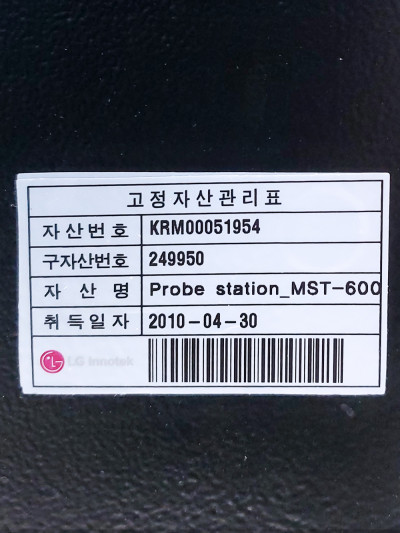 고정자산관리표
자산번호 KRM00051954
구자산번호 249950
자 산 명 Probe station_MST-600
취득일자 2010-04-30
LG Innotek